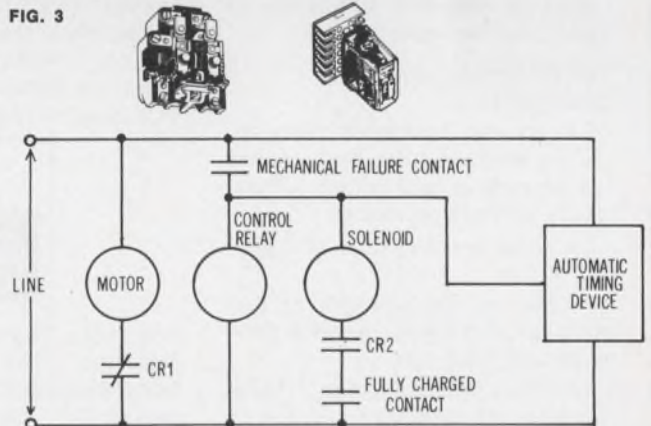 FIG. 3
MECHANICAL FAILURE CONTACT
CONTROL
RELAY
SOLENOID
LINE
MOTOR
AUTOMATIC
TIMING
DEVICE
CR1
CR2
FULLY CHARGED
CONTACT